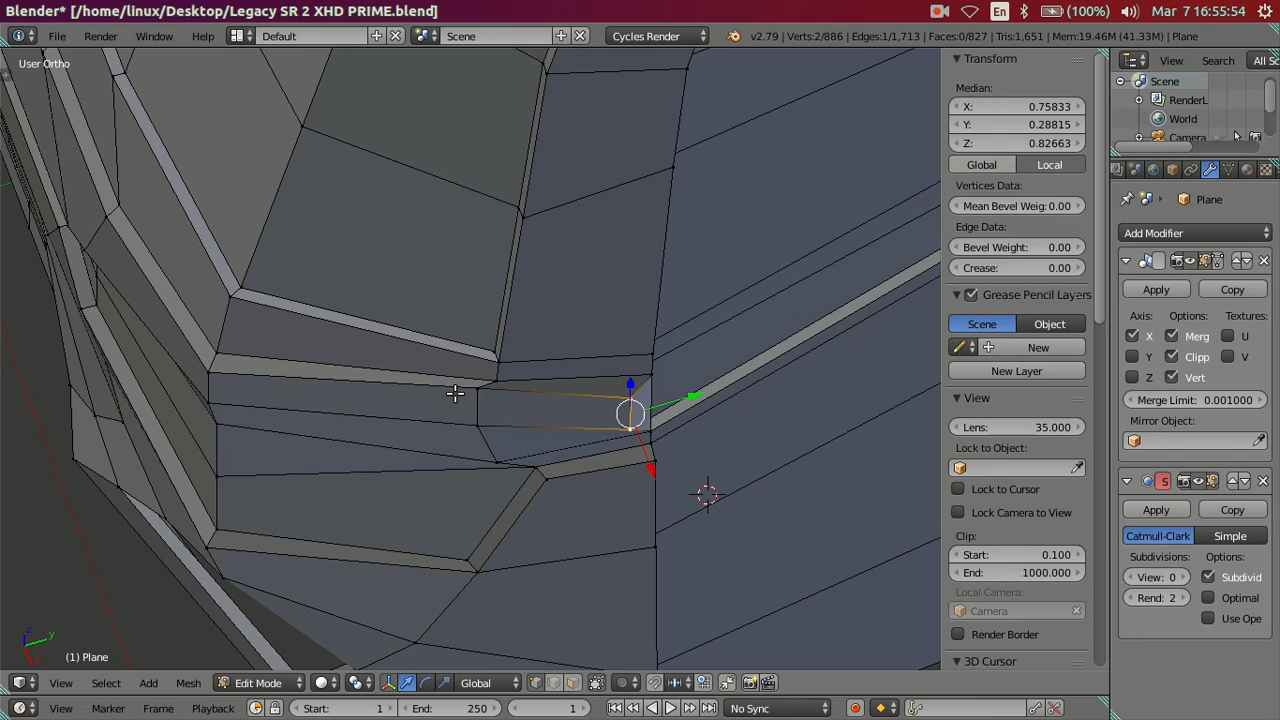 Blender* [/home/linux/Desktop/Legacy SR 2 XHD PRIME.blend]
En
(100%)
Mar 7 16:55:54
File
Render
Window
Help
Default
Scene
Cycles Render
v2.79 | Verts:2/886 | Edges:1/1,713 | Faces:0/827 | Tris:1,651 | Mem:19.46M (41.33M) | Plane
User Ortho
(1) Plane
Transform
Median:
X: 0.75833
Y: 0.28815
Z: 0.82663
Global
Local
Vertices Data:
Mean Bevel Weig: 0.00
Edge Data:
Bevel Weight: 0.00
Crease: 0.00
Grease Pencil Layers
Scene
Object
New
New Layer
View
Lens: 35.000
Lock to Object:
Lock to Cursor
Lock Camera to View
Clip:
Start: 0.100
End: 1000.000
Local Camera:
Camera
Render Border
3D Cursor
View
Search
All Sc
Scene
RenderL
World
Camera
Plane
Add Modifier
Apply
Copy
Axis:
Options:
Textures:
X
Merg
U
Y
Clipp
V
Z
Vert
Merge Limit: 0.001000
Mirror Object:
S
Apply
Copy
Catmull-Clark
Simple
Subdivisions:
Options:
View: 0
Subdivid
Rend: 2
Optimal
Use Ope
z
y
x
View
Select
Add
Mesh
Edit Mode
Global
View
Marker
Frame
Playback
Start: 1
End: 250
1
No Sync